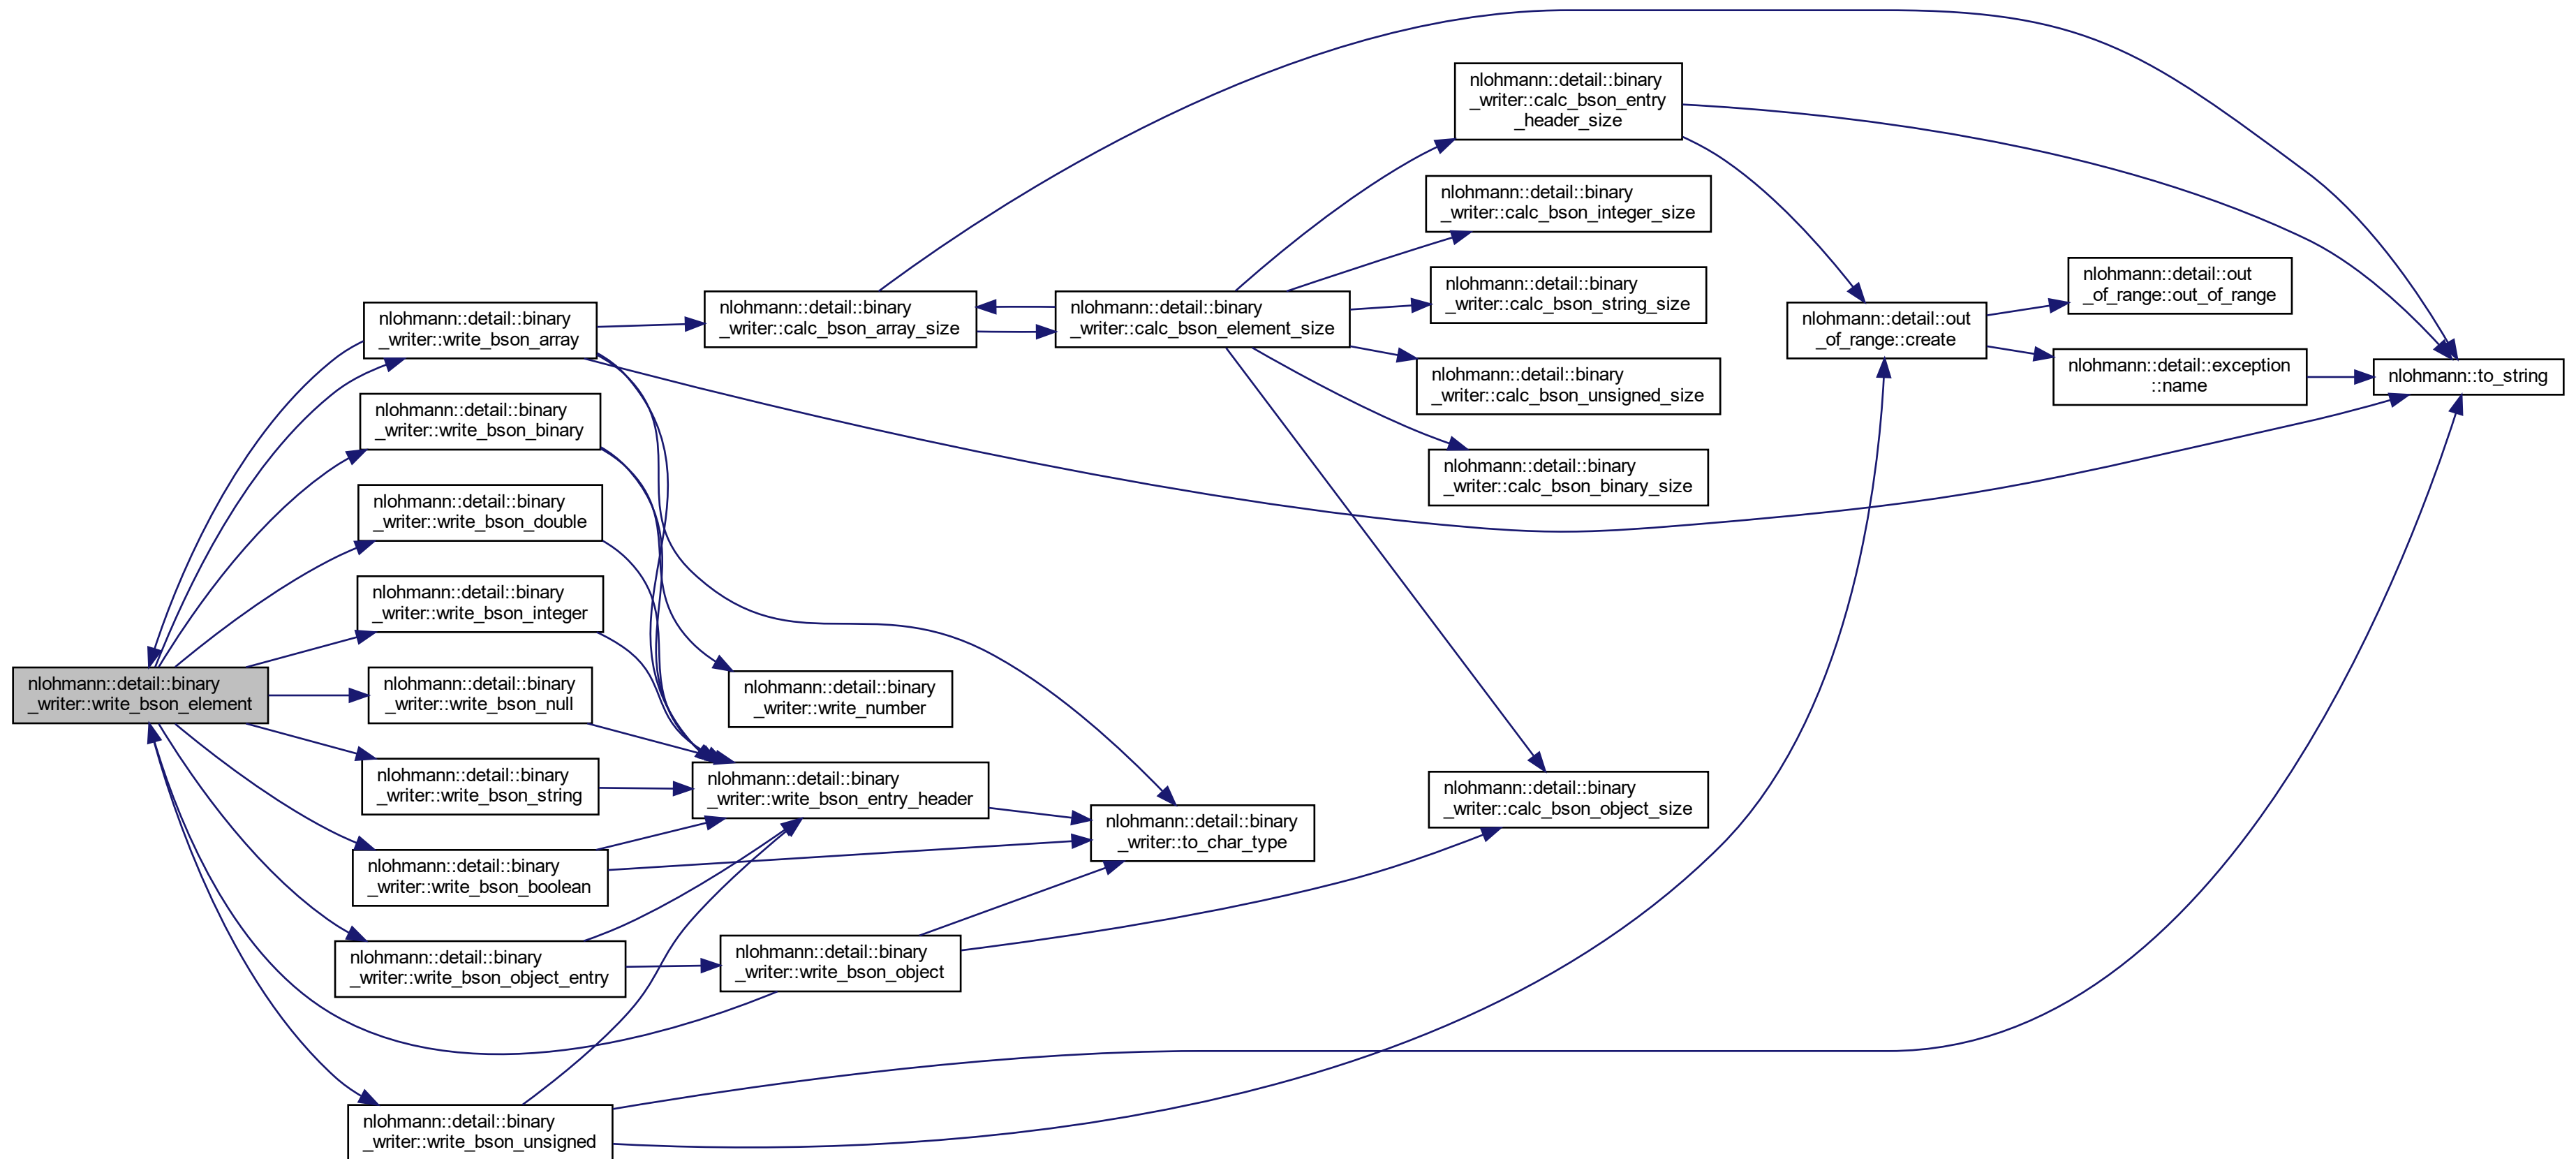 nlohmann::detail::binary
_writer::write_bson_element
nlohmann::detail::binary
_writer::write_bson_array
nlohmann::detail::binary
_writer::write_bson_binary
nlohmann::detail::binary
_writer::write_bson_double
nlohmann::detail::binary
_writer::write_bson_integer
nlohmann::detail::binary
_writer::write_bson_null
nlohmann::detail::binary
_writer::write_bson_string
nlohmann::detail::binary
_writer::write_bson_boolean
nlohmann::detail::binary
_writer::write_bson_object_entry
nlohmann::detail::binary
_writer::write_bson_unsigned
nlohmann::detail::binary
_writer::calc_bson_array_size
nlohmann::detail::binary
_writer::write_number
nlohmann::detail::binary
_writer::write_bson_entry_header
nlohmann::detail::binary
_writer::write_bson_object
nlohmann::detail::binary
_writer::calc_bson_element_size
nlohmann::detail::binary
_writer::to_char_type
nlohmann::detail::binary
_writer::calc_bson_entry
_header_size
nlohmann::detail::binary
_writer::calc_bson_integer_size
nlohmann::detail::binary
_writer::calc_bson_string_size
nlohmann::detail::binary
_writer::calc_bson_unsigned_size
nlohmann::detail::binary
_writer::calc_bson_binary_size
nlohmann::detail::binary
_writer::calc_bson_object_size
nlohmann::detail::out
_of_range::create
nlohmann::detail::out
_of_range::out_of_range
nlohmann::detail::exception
::name
nlohmann::to_string